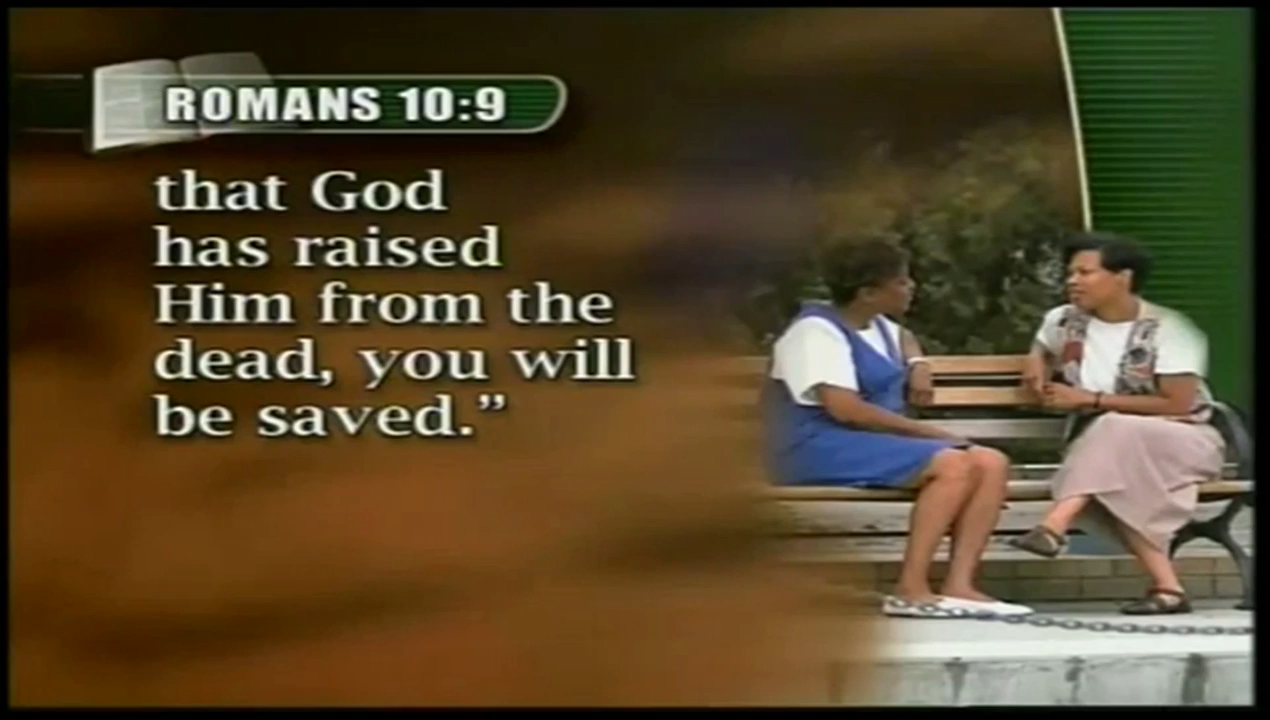 ROMANS 10:9
that God
has raised
Him from the
dead, you will
be saved.”